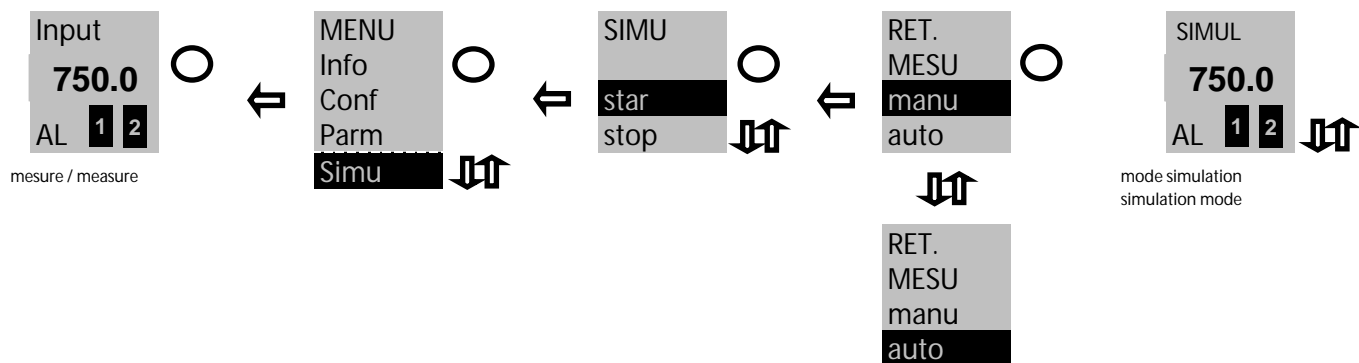 Input
750.0
AL 1 2
mesure / measure
MENU
Info
Conf
Parm
Simu
SIMU
star
stop
RET.
MESU
manu
auto
RET.
MESU
manu
auto
SIMUL
750.0
AL 1 2
mode simulation
simulation mode